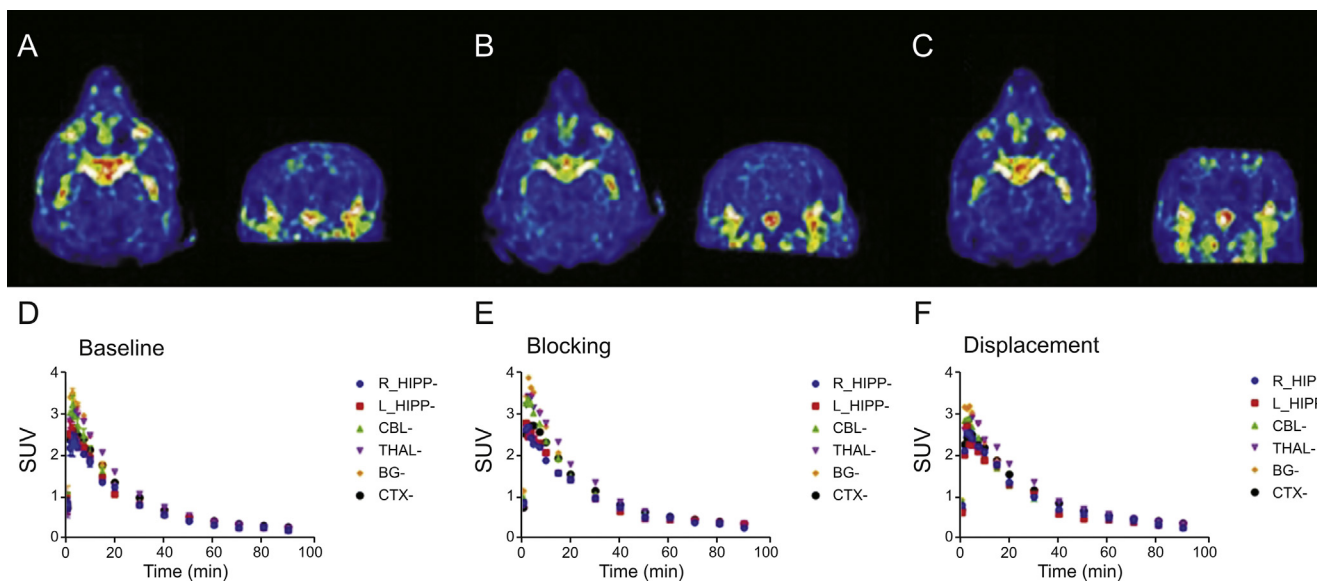 A
B
C
D
Baseline
4
3
2
1
0
SUV
0
20
40
60
80
100
Time (min)
R_HIPP-
L_HIPP-
CBL-
THAL-
BG-
CTX-
E
Blocking
4
3
2
1
0
SUV
0
20
40
60
80
100
Time (min)
R_HIPP-
L_HIPP-
CBL-
THAL-
BG-
CTX-
F
Displacement
4
3
2
1
0
SUV
0
20
40
60
80
100
Time (min)
R_HIP
L_HIPP
CBL-
THAL-
BG-
CTX-